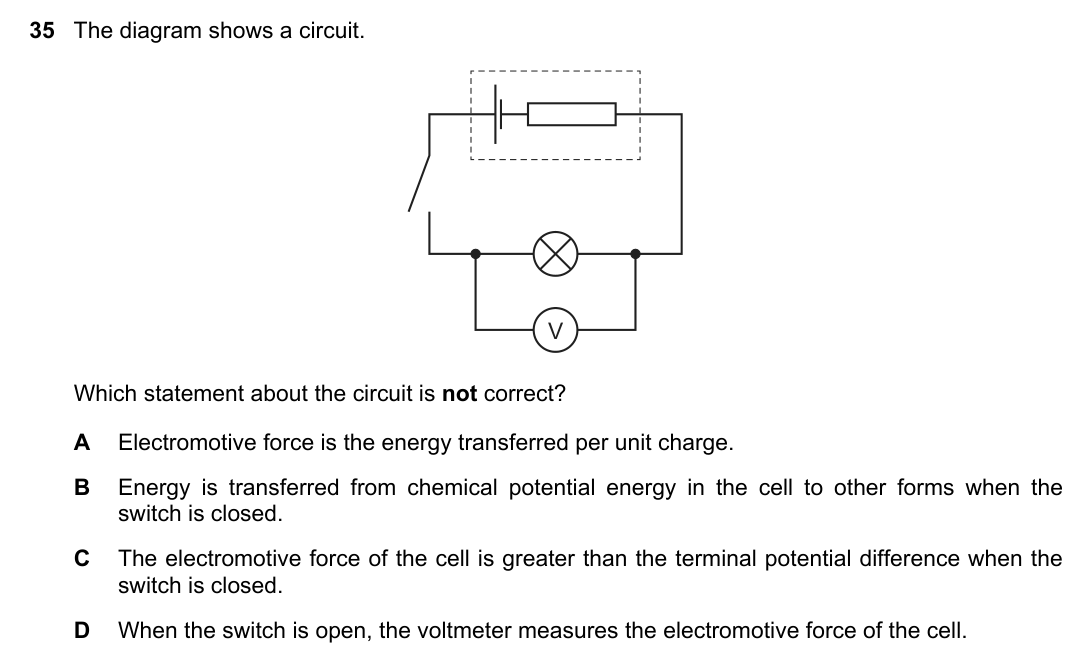 35 The diagram shows a circuit.
V
Which statement about the circuit is not correct?
A Electromotive force is the energy transferred per unit charge.
B Energy is transferred from chemical potential energy in the cell to other forms when the
switch is closed.
C The electromotive force of the cell is greater than the terminal potential difference when the
switch is closed.
D When the switch is open, the voltmeter measures the electromotive force of the cell.